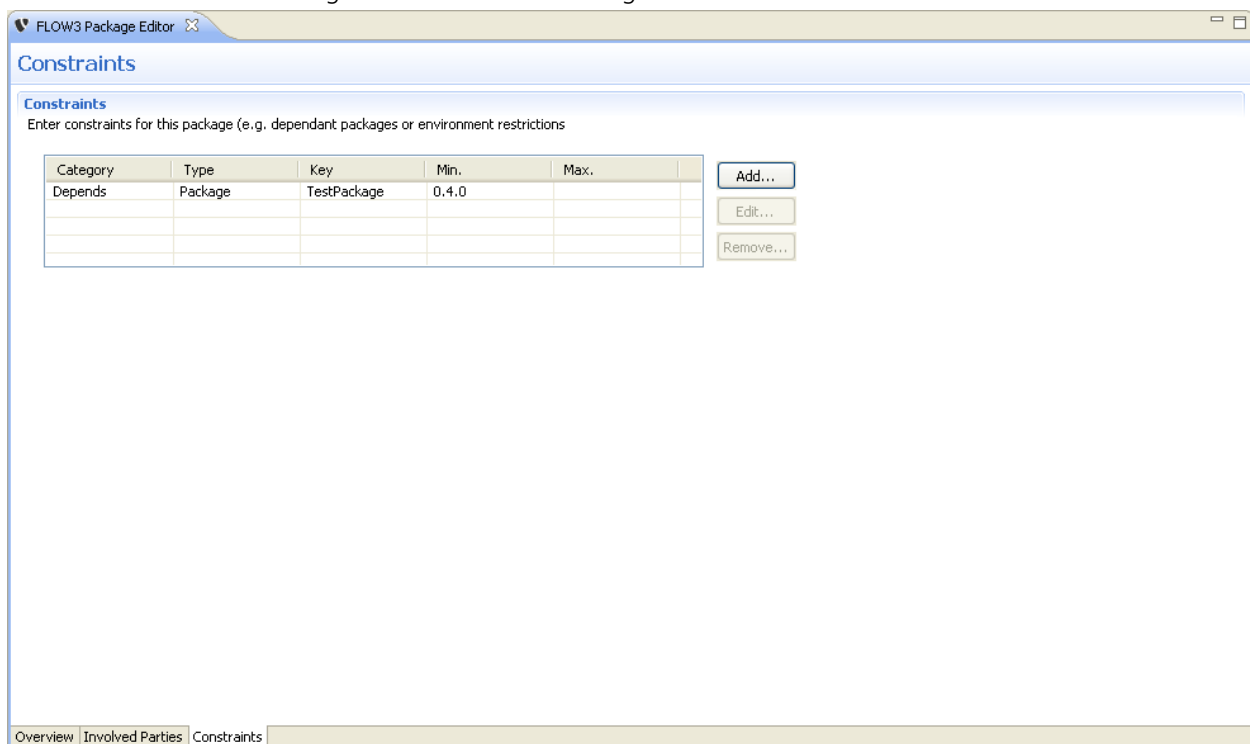 FLOW3 Package Editor
Constraints
Constraints
Enter constraints for this package (e.g. dependant packages or environment restrictions
Category Type Key Min. Max.
Depends Package TestPackage 0.4.0
Add...
Edit...
Remove...
Overview Involved Parties Constraints